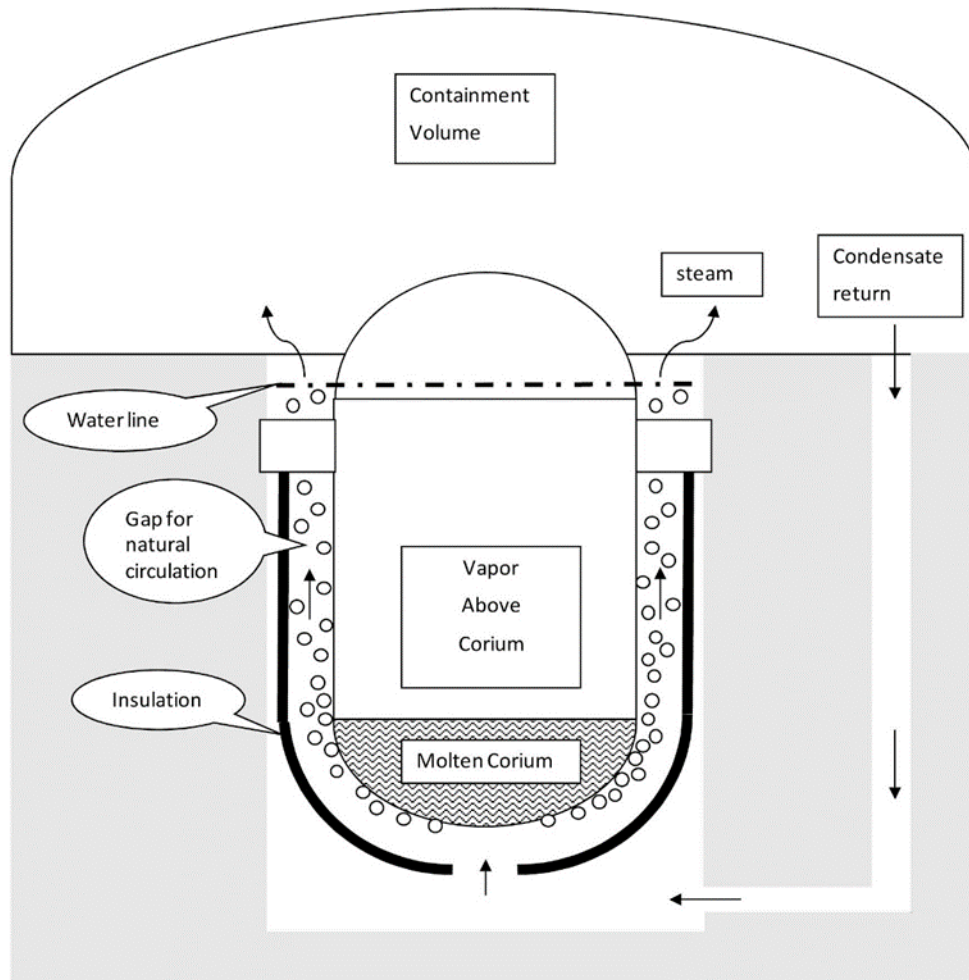 Containment
Volume
steam
Condensate
return
Water line
Gap for
natural
circulation
Vapor
Above
Corium
Insulation
Molten Corium